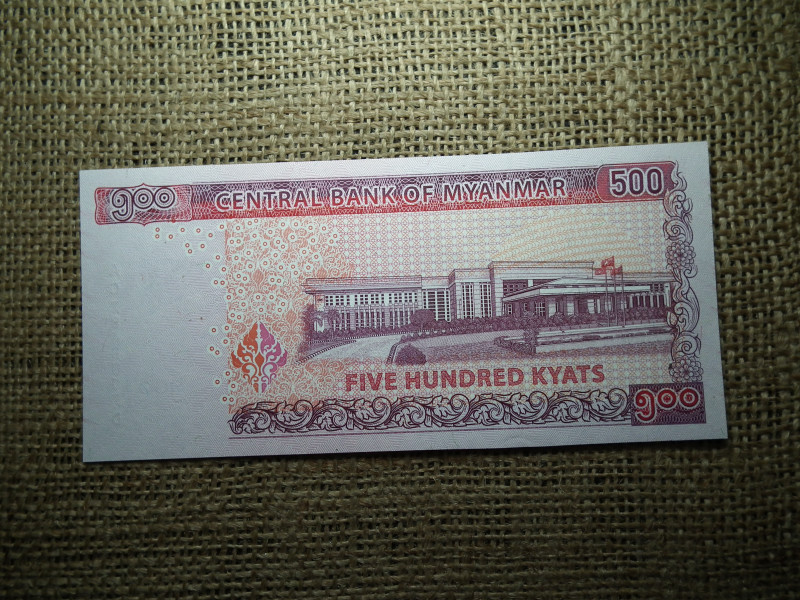 ၅၀၀ CENTRAL BANK OF MYANMAR 500
FIVE HUNDRED KYATS
၅၀၀